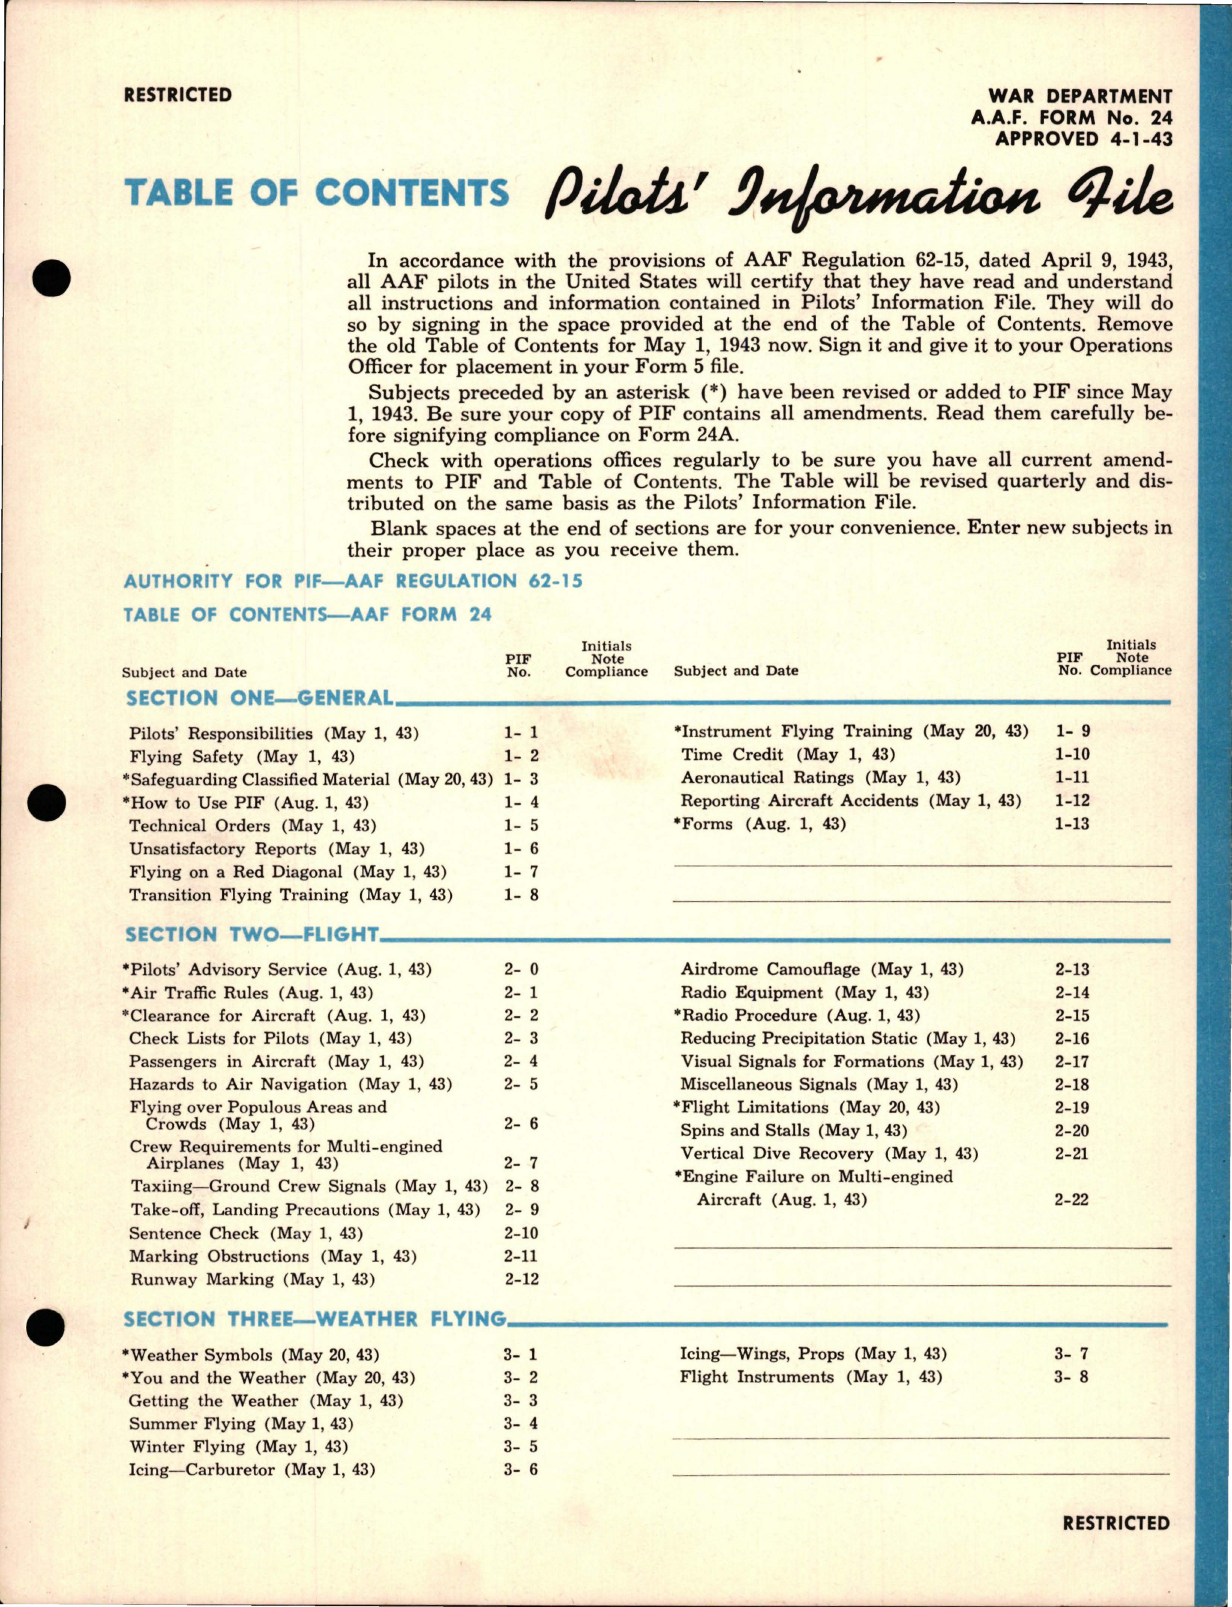 RESTRICTED
WAR DEPARTMENT
A.A.F. FORM No. 24
APPROVED 4-1-43
TABLE OF CONTENTS Pilots' Information File
In accordance with the provisions of AAF Regulation 62-15, dated April 9, 1943,
all AAF pilots in the United States will certify that they have read and understand
all instructions and information contained in Pilots' Information File. They will do
so by signing in the space provided at the end of the Table of Contents. Remove
the old Table of Contents for May 1, 1943 now. Sign it and give it to your Operations
Officer for placement in your Form 5 file.
Subjects preceded by an asterisk (*) have been revised or added to PIF since May
1, 1943. Be sure your copy of PIF contains all amendments. Read them carefully be-
fore signifying compliance on Form 24A.
Check with operations offices regularly to be sure you have all current amend-
ments to PIF and Table of Contents. The Table will be revised quarterly and dis-
tributed on the same basis as the Pilots' Information File.
Blank spaces at the end of sections are for your convenience. Enter new subjects in
their proper place as you receive them.
AUTHORITY FOR PIF—AAF REGULATION 62-15
TABLE OF CONTENTS—AAF FORM 24
Subject and Date
PIF
No.
Initials
Note
Compliance
Subject and Date
PIF
No.
Initials
Note
Compliance
SECTION ONE—GENERAL
Pilots' Responsibilities (May 1, 43) 1- 1
Flying Safety (May 1, 43) 1- 2
*Safeguarding Classified Material (May 20, 43) 1- 3
*How to Use PIF (Aug. 1, 43) 1- 4
Technical Orders (May 1, 43) 1- 5
Unsatisfactory Reports (May 1, 43) 1- 6
Flying on a Red Diagonal (May 1, 43) 1- 7
Transition Flying Training (May 1, 43) 1- 8
*Instrument Flying Training (May 20, 43) 1- 9
Time Credit (May 1, 43) 1-10
Aeronautical Ratings (May 1, 43) 1-11
Reporting Aircraft Accidents (May 1, 43) 1-12
*Forms (Aug. 1, 43) 1-13
SECTION TWO—FLIGHT
*Pilots' Advisory Service (Aug. 1, 43) 2- 0
*Air Traffic Rules (Aug. 1, 43) 2- 1
*Clearance for Aircraft (Aug. 1, 43) 2- 2
Check Lists for Pilots (May 1, 43) 2- 3
Passengers in Aircraft (May 1, 43) 2- 4
Hazards to Air Navigation (May 1, 43) 2- 5
Flying over Populous Areas and
Crowds (May 1, 43) 2- 6
Crew Requirements for Multi-engined
Airplanes (May 1, 43) 2- 7
Taxiing—Ground Crew Signals (May 1, 43) 2- 8
Take-off, Landing Precautions (May 1, 43) 2- 9
Sentence Check (May 1, 43) 2-10
Marking Obstructions (May 1, 43) 2-11
Runway Marking (May 1, 43) 2-12
Airdrome Camouflage (May 1, 43) 2-13
Radio Equipment (May 1, 43) 2-14
*Radio Procedure (Aug. 1, 43) 2-15
Reducing Precipitation Static (May 1, 43) 2-16
Visual Signals for Formations (May 1, 43) 2-17
Miscellaneous Signals (May 1, 43) 2-18
*Flight Limitations (May 20, 43) 2-19
Spins and Stalls (May 1, 43) 2-20
Vertical Dive Recovery (May 1, 43) 2-21
*Engine Failure on Multi-engined
Aircraft (Aug. 1, 43) 2-22
SECTION THREE—WEATHER FLYING
*Weather Symbols (May 20, 43) 3- 1
*You and the Weather (May 20, 43) 3- 2
Getting the Weather (May 1, 43) 3- 3
Summer Flying (May 1, 43) 3- 4
Winter Flying (May 1, 43) 3- 5
Icing—Carburetor (May 1, 43) 3- 6
Icing—Wings, Props (May 1, 43) 3- 7
Flight Instruments (May 1, 43) 3- 8
RESTRICTED